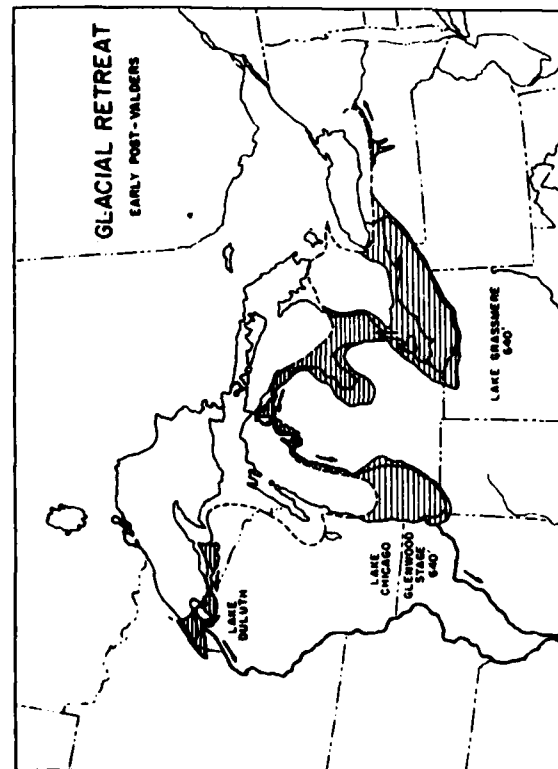 GLACIAL RETREAT
EARLY POST-VALDERS
LAKE
DULUTH
LAKE
CHICAGO
GLENWOOD
STAGE
640'
LAKE GRASSMERE
640'